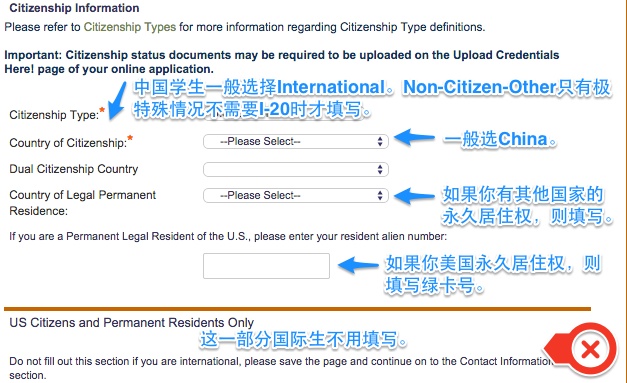 Citizenship Information
Please refer to Citizenship Types for more information regarding Citizenship Type definitions.
Important: Citizenship status documents may be required to be uploaded on the Upload Credentials
Here! page of your online application.
中国学生一般选择International。Non-Citizen-Other只有极
特殊情况不需要I-20时才填写。
Citizenship Type:*
Country of Citizenship:*
--Please Select--
一般选China。
Dual Citizenship Country
Country of Legal Permanent
Residence:
--Please Select--
如果你有其他国家的
永久居住权，则填写。
If you are a Permanent Legal Resident of the U.S., please enter your resident alien number:
如果你美国永久居住权，则
填写绿卡号。
US Citizens and Permanent Residents Only
这一部分国际生不用填写。
Do not fill out this section if you are international, please save the page and continue on to the Contact Information
section.